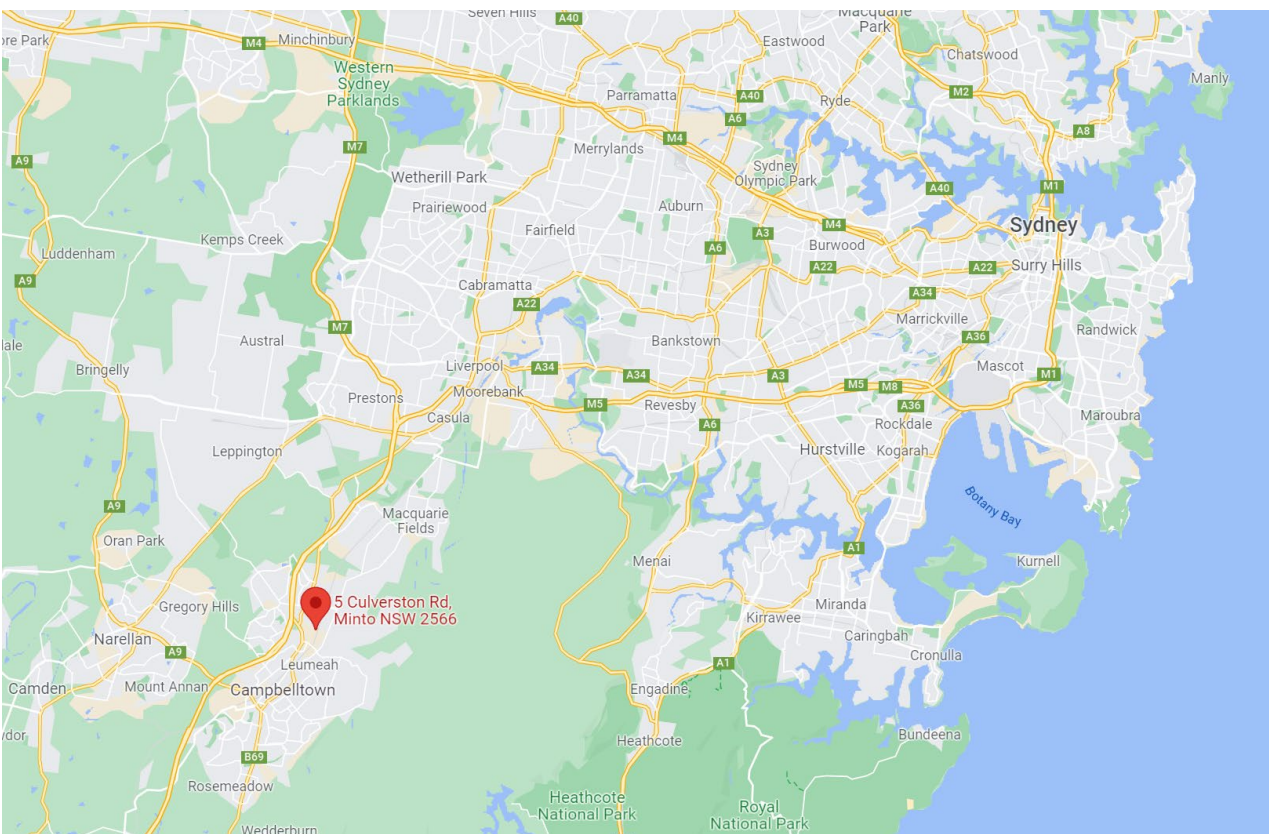 Seven Hills
A40
Macquarie
Park
ore Park
M4
Minchinbury
Eastwood
Chatswood
Western
Sydney
Parklands
Manly
Parramatta
A40
Ryde
M2
A6
A8
M4
M7
Merrylands
A9
Sydney
Olympic Park
Wetherill Park
A40
M1
Prairiewood
Auburn
Sydney
Fairfield
M4
A3
Kemps Creek
A6
Burwood
Luddenham
A22
A22
Surry Hills
A9
Cabramatta
A22
A34
Marrickville
M7
Randwick
A36
Austral
Bankstown
ale
Bringelly
Liverpool
A34
A34
A3
Mascot
M1
Moorebank
M5
M8
Prestons
M5
Revesby
A36
Maroubra
Casula
A6
Rockdale
Leppington
Hurstville
Kogarah
Botany Bay
A9
Macquarie
Fields
Oran Park
A1
Menai
Kurnell
5 Culverston Rd,
Minto NSW 2566
Gregory Hills
Miranda
Kirrawee
Narellan
Caringbah
A9
Cronulla
Leumeah
A1
Camden
Mount Annan
Campbelltown
Engadine
wdor
Bundeena
Heathcote
B69
Rosemeadow
Heathcote
National Park
Royal
National Park
Wedderburn